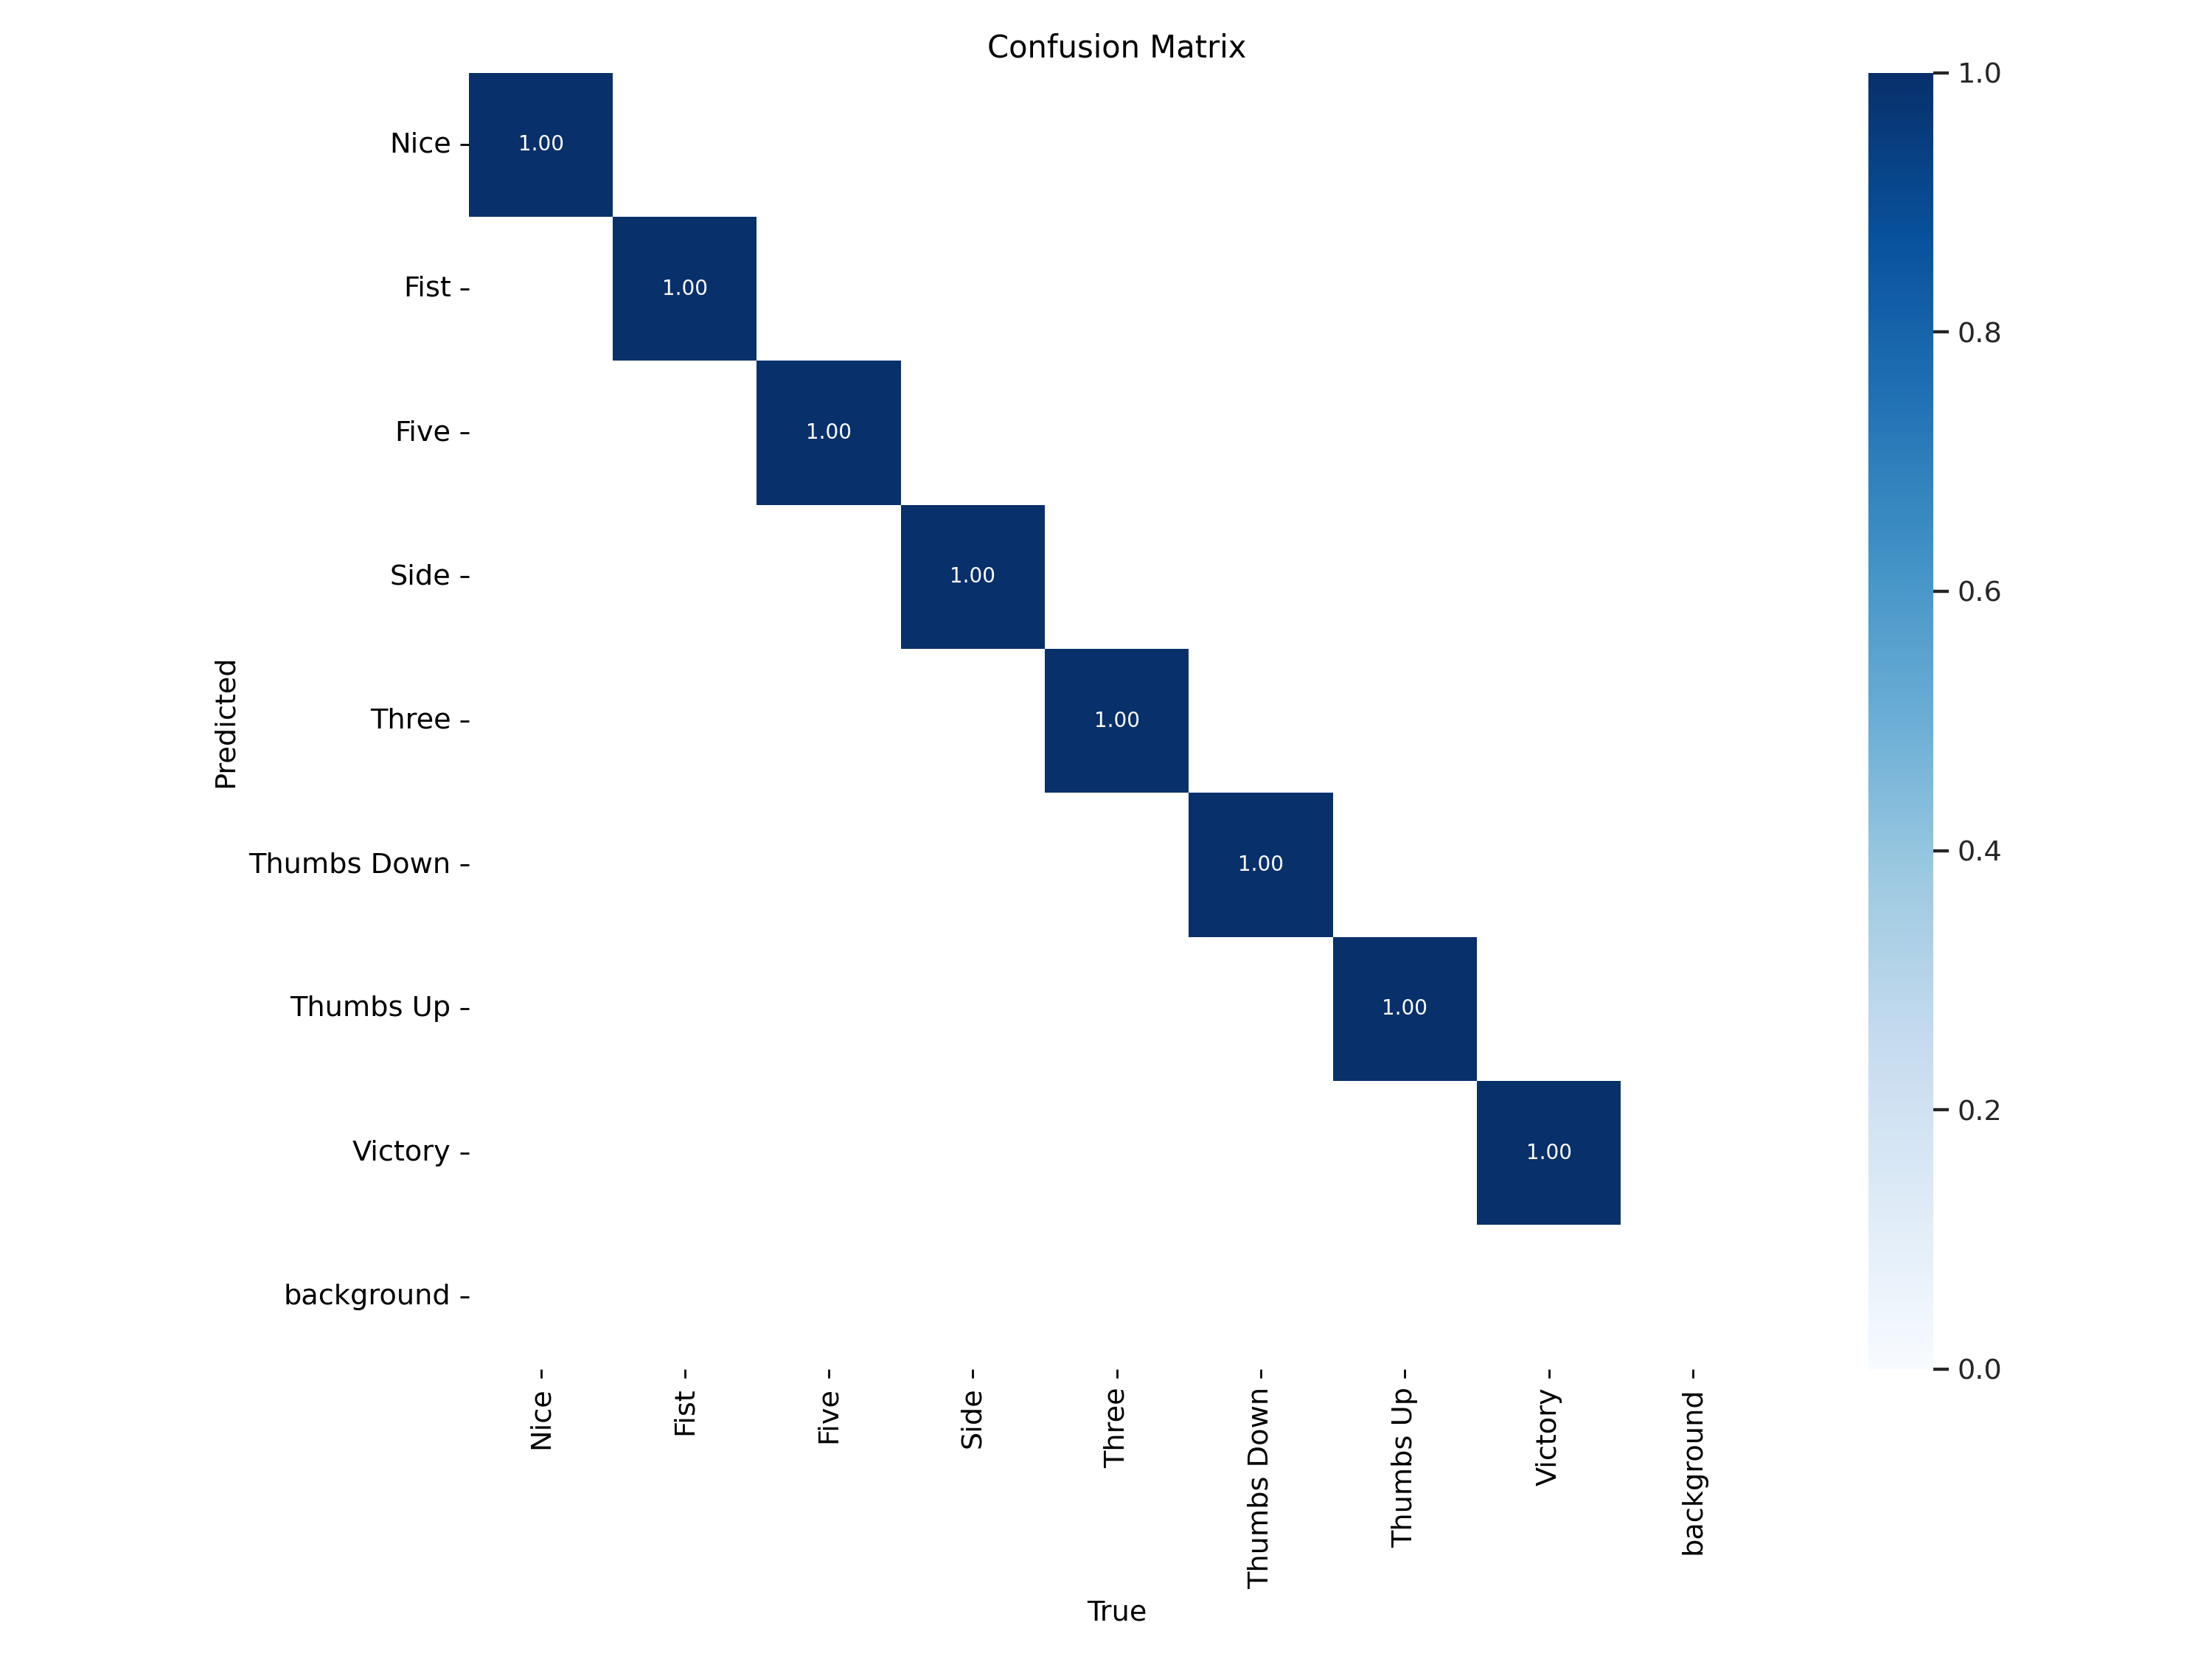 Confusion Matrix
Nice
1.00
Fist
1.00
Five
1.00
Side
1.00
Three
1.00
Thumbs Down
1.00
Thumbs Up
1.00
Victory
1.00
background
Predicted
Nice
Fist
Five
Side
Three
Thumbs Down
Thumbs Up
Victory
background
True
1.0
0.8
0.6
0.4
0.2
0.0